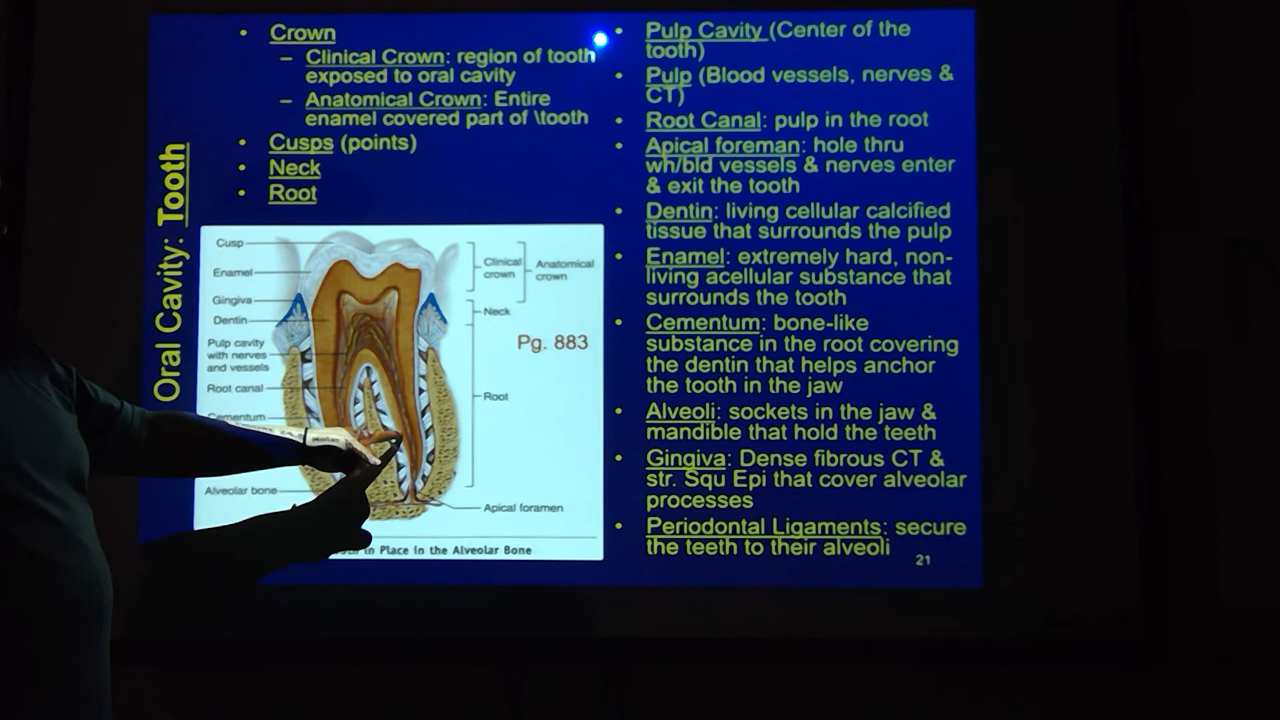 Oral Cavity: Tooth
• Crown
– Clinical Crown: region of tooth
exposed to oral cavity
– Anatomical Crown: Entire
enamel covered part of \tooth
• Cusps (points)
• Neck
• Root
Cusp
Enamel
Gingiva
Dentin
Pulp cavity
with nerves
and vessels
Root canal
Cementum
Alveolar bone
Clinical
crown
Anatomical
crown
Neck
Root
Apical foramen
Pg. 883
in Place in the Alveolar Bone
• Pulp Cavity (Center of the
tooth)
• Pulp (Blood vessels, nerves &
CT)
• Root Canal: pulp in the root
• Apical foreman: hole thru
wh/bld vessels & nerves enter
& exit the tooth
• Dentin: living cellular calcified
tissue that surrounds the pulp
• Enamel: extremely hard, non-
living acellular substance that
surrounds the tooth
• Cementum: bone-like
substance in the root covering
the dentin that helps anchor
the tooth in the jaw
• Alveoli: sockets in the jaw &
mandible that hold the teeth
• Gingiva: Dense fibrous CT &
str. Squ Epi that cover alveolar
processes
• Periodontal Ligaments: secure
the teeth to their alveoli
21